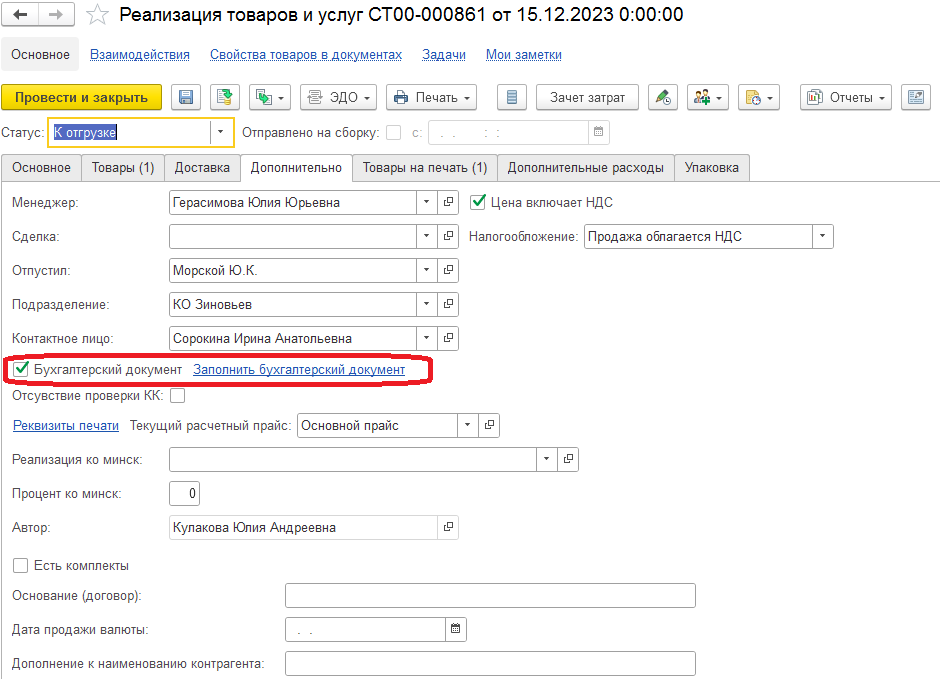 Реализация товаров и услуг СТ00-000861 от 15.12.2023 0:00:00
Основное Взаимодействия Свойства товаров в документах Задачи Мои заметки
Провести и закрыть ЭДО Печать Зачет затрат Отчеты
Статус: К отгрузке Отправлено на сборку: с: . . : :
Основное Товары (1) Доставка Дополнительно Товары на печать (1) Дополнительные расходы Упаковка
Менеджер: Герасимова Юлия Юрьевна Цена включает НДС
Сделка: Налогообложение: Продажа облагается НДС
Отпустил: Морской Ю.К.
Подразделение: КО Зиновьев
Контактное лицо: Сорокина Ирина Анатольевна
Бухгалтерский документ Заполнить бухгалтерский документ
Отсувствие проверки КК:
Реквизиты печати Текущий расчетный прайс: Основной прайс
Реализация ко минск:
Процент ко минск: 0
Автор: Кулакова Юлия Андреевна
Есть комплекты
Основание (договор):
Дата продажи валюты: . .
Дополнение к наименованию контрагента: